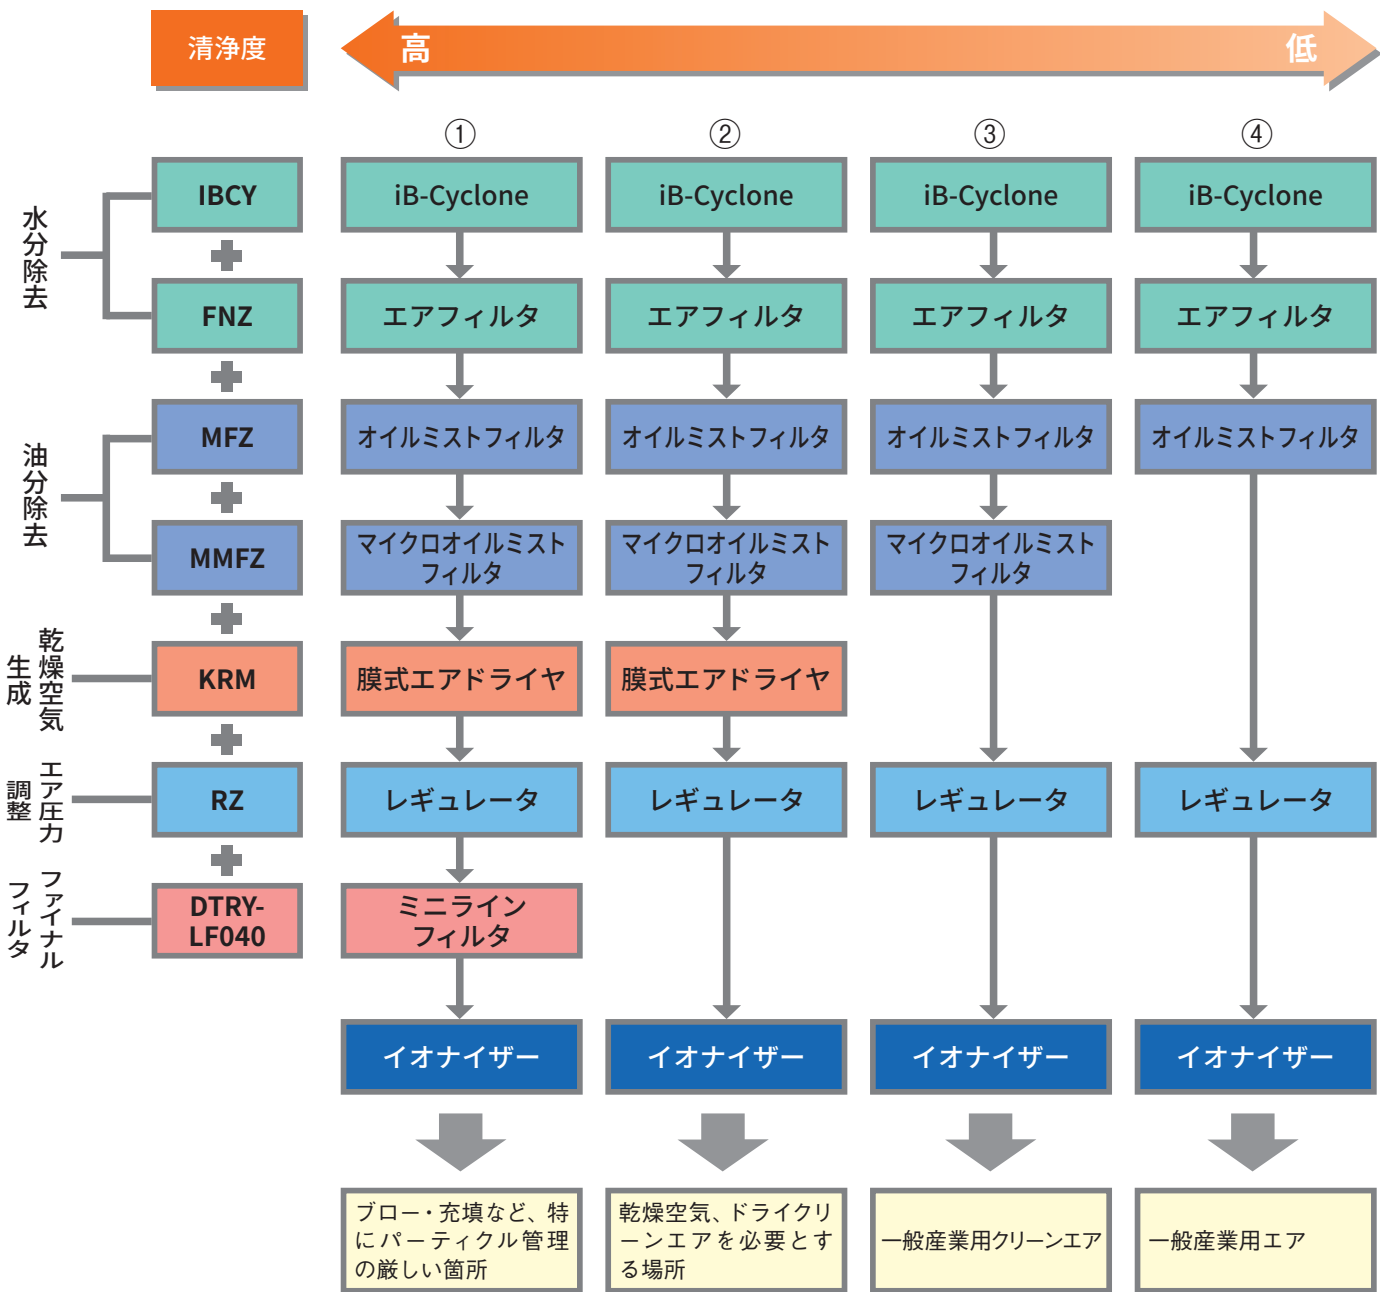 清浄度
高
低
①
②
③
④
水分除去
IBCY
iB-Cyclone
iB-Cyclone
iB-Cyclone
iB-Cyclone
FNZ
エアフィルタ
エアフィルタ
エアフィルタ
エアフィルタ
油分除去
MFZ
オイルミストフィルタ
オイルミストフィルタ
オイルミストフィルタ
オイルミストフィルタ
MMFZ
マイクロオイルミスト
フィルタ
マイクロオイルミスト
フィルタ
マイクロオイルミスト
フィルタ
乾燥空気
生成
KRM
膜式エアドライヤ
膜式エアドライヤ
エア圧力
調整
RZ
レギュレータ
レギュレータ
レギュレータ
レギュレータ
ファイナル
フィルタ
DTRY-
LF040
ミニライン
フィルタ
イオナイザー
イオナイザー
イオナイザー
イオナイザー
ブロー・充填など、特
にパーティクル管理
の厳しい箇所
乾燥空気、ドライクリ
ーンエアを必要とす
る場所
一般産業用クリーンエア
一般産業用エア